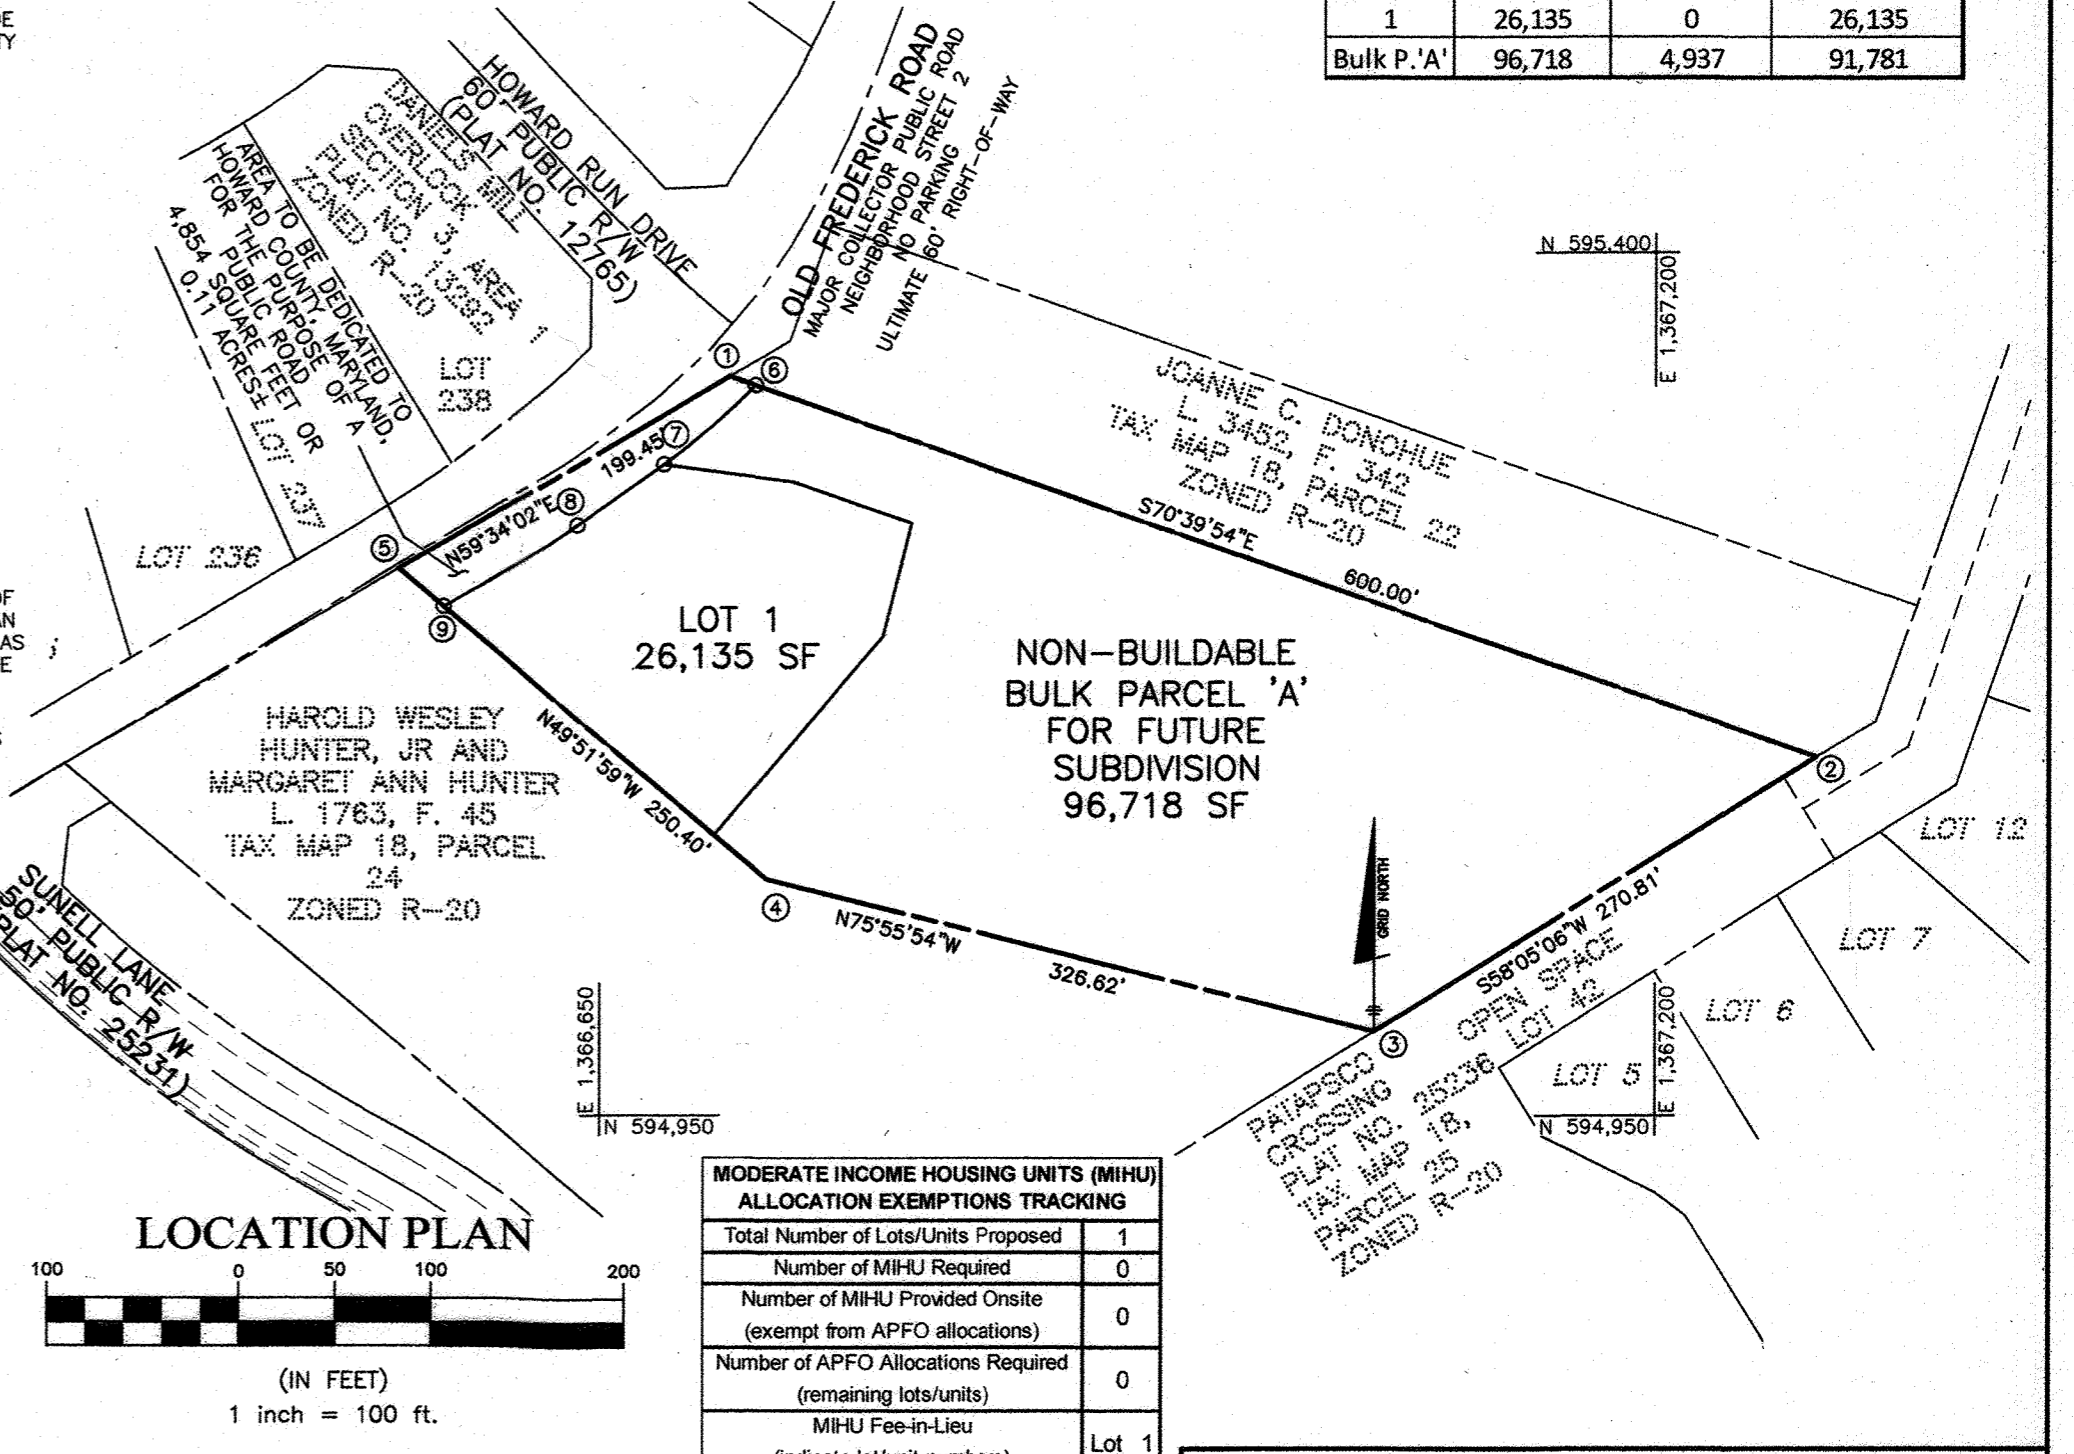 1 26,135 0 26,135
Bulk P.'A' 96,718 4,937 91,781
HOWARD RUN DRIVE
60' PUBLIC R/W
(PLAT NO. 12765)
DANIELS MILL
OVERLOOK
SECTION 3, AREA 1
PLAT NO. 13292
ZONED R-20
LOT
238
AREA TO BE DEDICATED TO
HOWARD COUNTY, MARYLAND,
FOR THE PURPOSE OF A
PUBLIC ROAD
4,854 SQUARE FEET OR
0.11 ACRES±
LOT 237
LOT 236
OLD FREDERICK ROAD
MAJOR COLLECTOR PUBLIC ROAD
NEIGHBORHOOD STREET 2
NO PARKING
ULTIMATE 60' RIGHT-OF-WAY
N 595,400
E 1,367,200
JOANNE C. DONOHUE
L. 3452, F. 342
TAX MAP 18, PARCEL 22
ZONED R-20
1
6
7
8
5
9
N59°34'02"E 199.45'
S70°39'54"E 600.00'
LOT 1
26,135 SF
NON-BUILDABLE
BULK PARCEL 'A'
FOR FUTURE
SUBDIVISION
96,718 SF
HAROLD WESLEY
HUNTER, JR AND
MARGARET ANN HUNTER
L. 1763, F. 45
TAX MAP 18, PARCEL
24
ZONED R-20
N49°51'59"W 250.40'
2
4
N75°55'54"W 326.62'
GRID NORTH
3
S58°05'06"W 270.81'
OPEN SPACE
LOT 42
LOT 12
LOT 7
LOT 6
LOT 5
PATAPSCO
CROSSING
PLAT NO. 25236
TAX MAP 18,
PARCEL 25
ZONED R-20
E 1,367,200
N 594,950
E 1,366,650
N 594,950
SUNELL LANE
50' PUBLIC R/W
PLAT NO. 25231)
LOCATION PLAN
100 0 50 100 200
(IN FEET)
1 inch = 100 ft.
MODERATE INCOME HOUSING UNITS (MIHU)
ALLOCATION EXEMPTIONS TRACKING
Total Number of Lots/Units Proposed 1
Number of MIHU Required 0
Number of MIHU Provided Onsite
(exempt from APFO allocations) 0
Number of APFO Allocations Required
(remaining lots/units) 0
MIHU Fee-in-Lieu
Lot 1